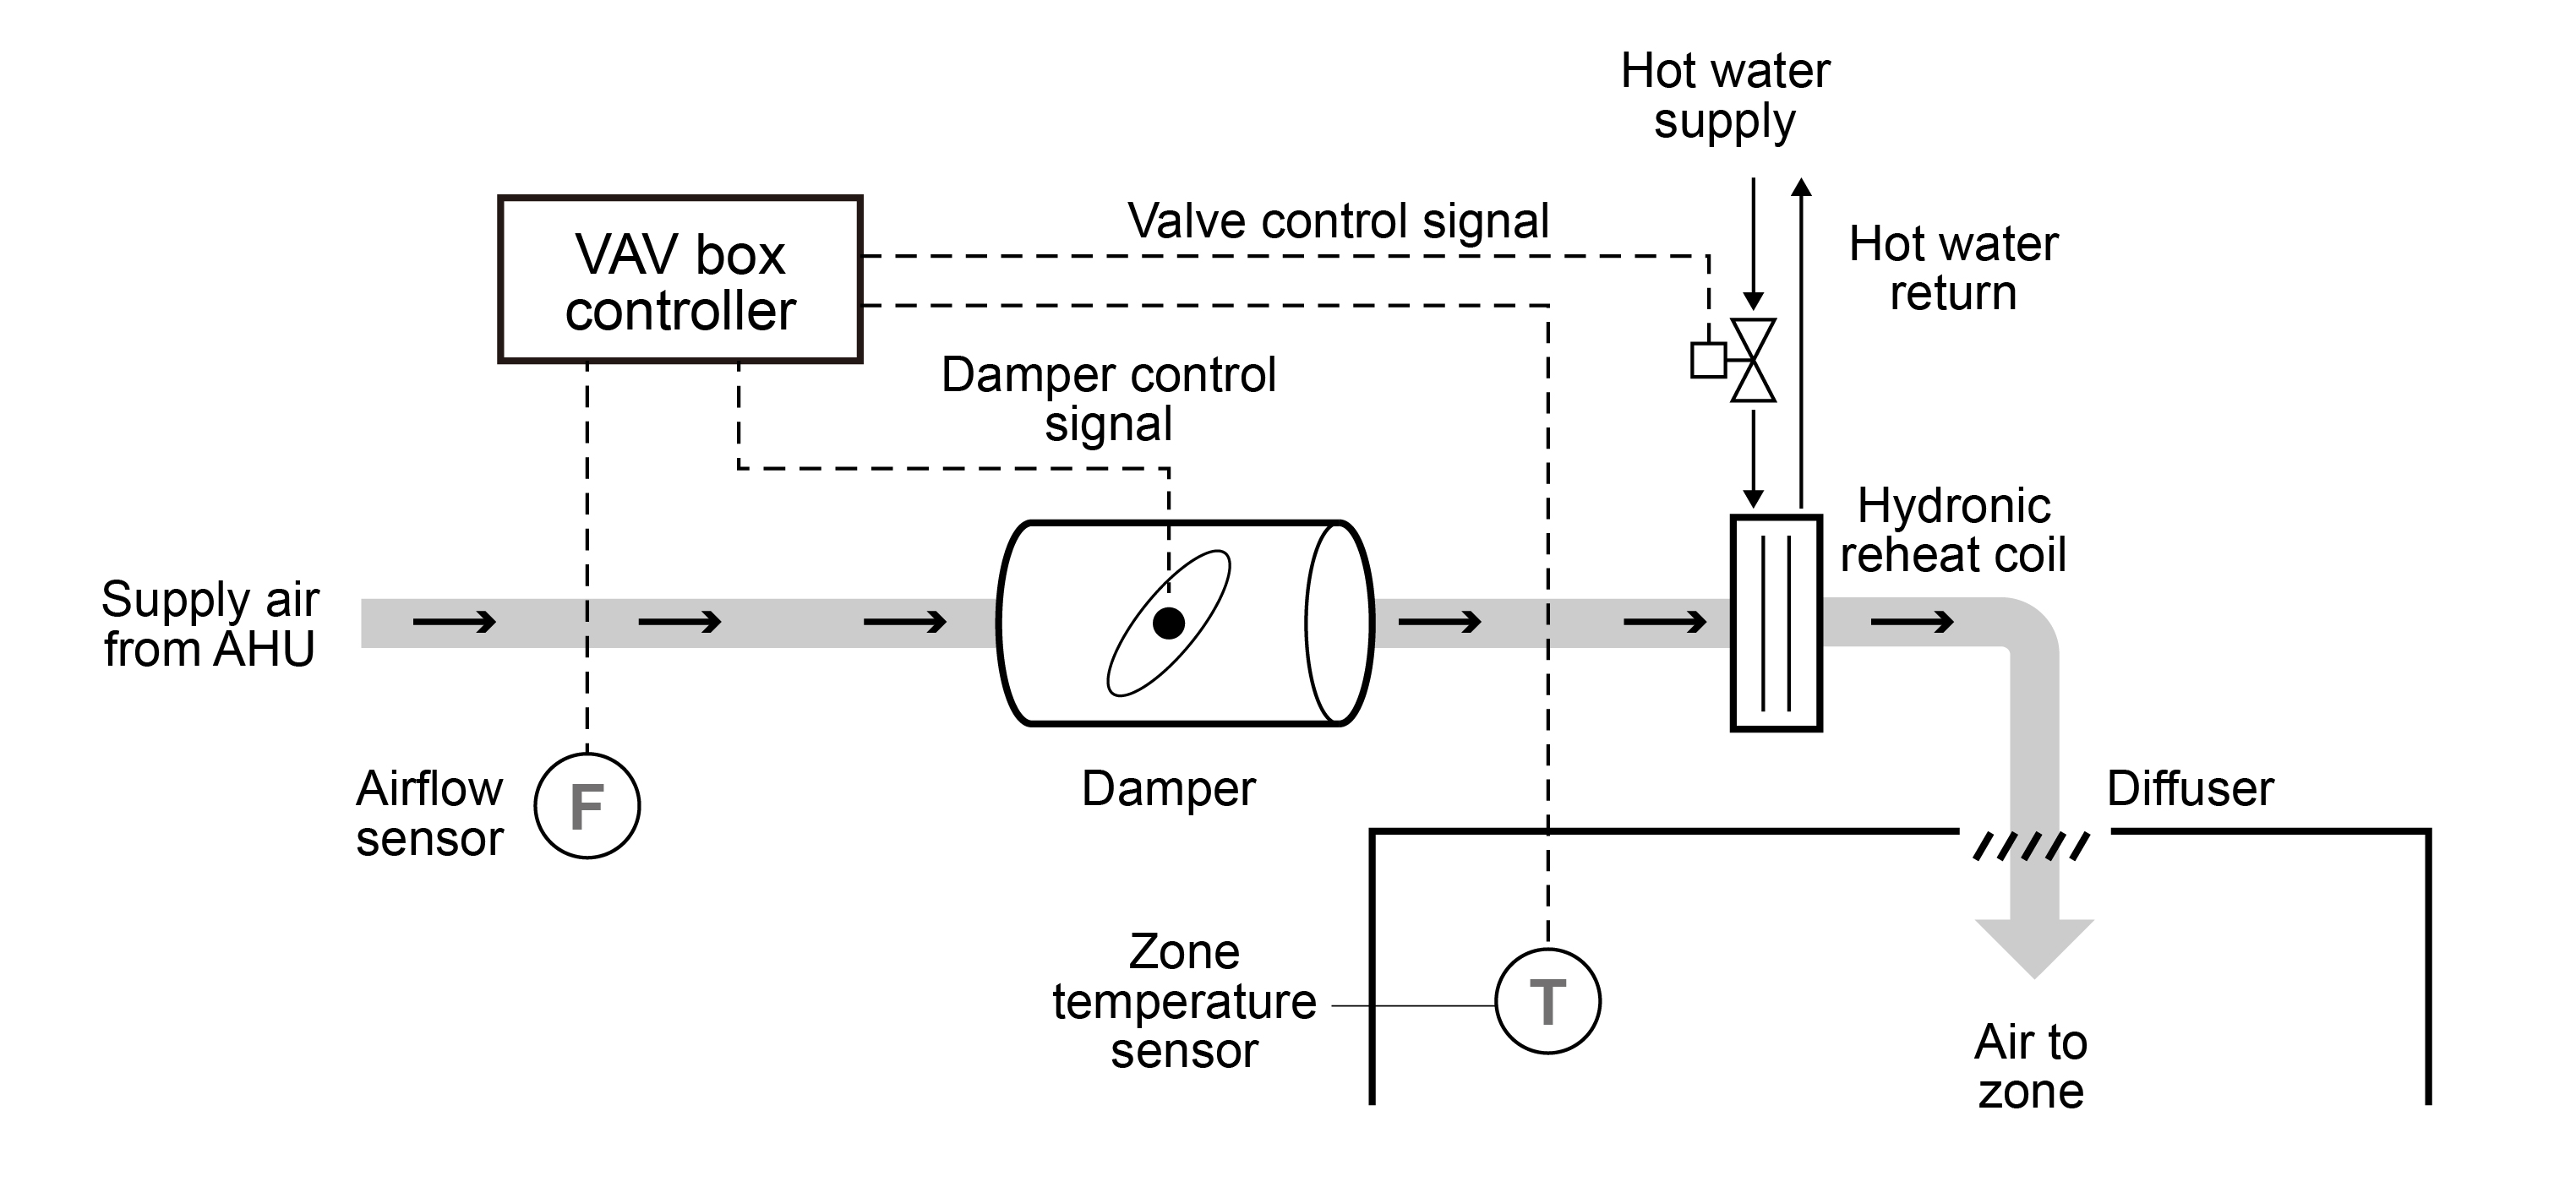 Hot water
supply
VAV box
controller
Valve control signal
Hot water
return
Damper control
signal
Hydronic
reheat coil
Supply air
from AHU
Airflow
sensor
F
Damper
Diffuser
Zone
temperature
sensor
T
Air to
zone